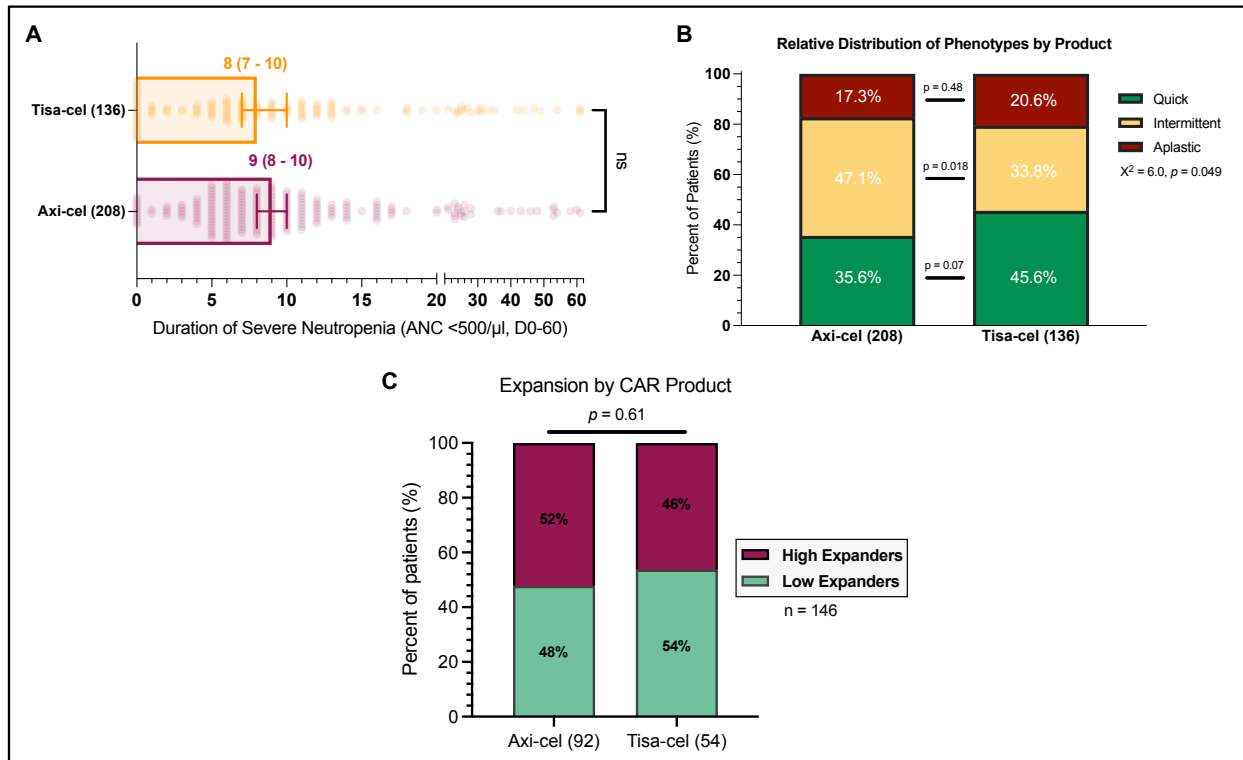 A
8 (7 - 10)
Tisa-cel (136)
9 (8 - 10)
Axi-cel (208)
ns
0 5 10 15 20 20 30 40 50 60
Duration of Severe Neutropenia (ANC <500/µl, D0-60)
B
Relative Distribution of Phenotypes by Product
Percent of Patients (%)
100
80
60
40
20
0
17.3%
p = 0.48
20.6%
47.1%
p = 0.018
33.8%
35.6%
p = 0.07
45.6%
Axi-cel (208)
Tisa-cel (136)
Quick
Intermittent
Aplastic
X² = 6.0, p = 0.049
C
Expansion by CAR Product
p = 0.61
Percent of patients (%)
100
80
60
40
20
0
52%
46%
48%
54%
Axi-cel (92)
Tisa-cel (54)
High Expanders
Low Expanders
n = 146